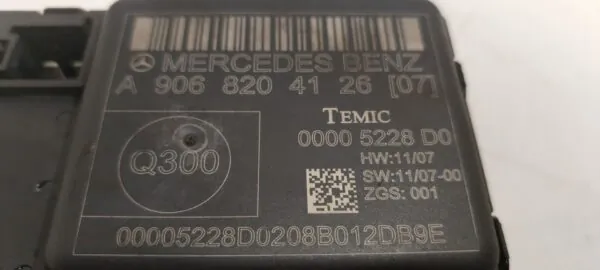 MERCEDES BENZ
A 906 820 41 26 [07]
TEMIC
0000 5228 D0
HW:11/07
Q300
SW:11/07-00
ZGS: 001
00005228D0208B012DB9E